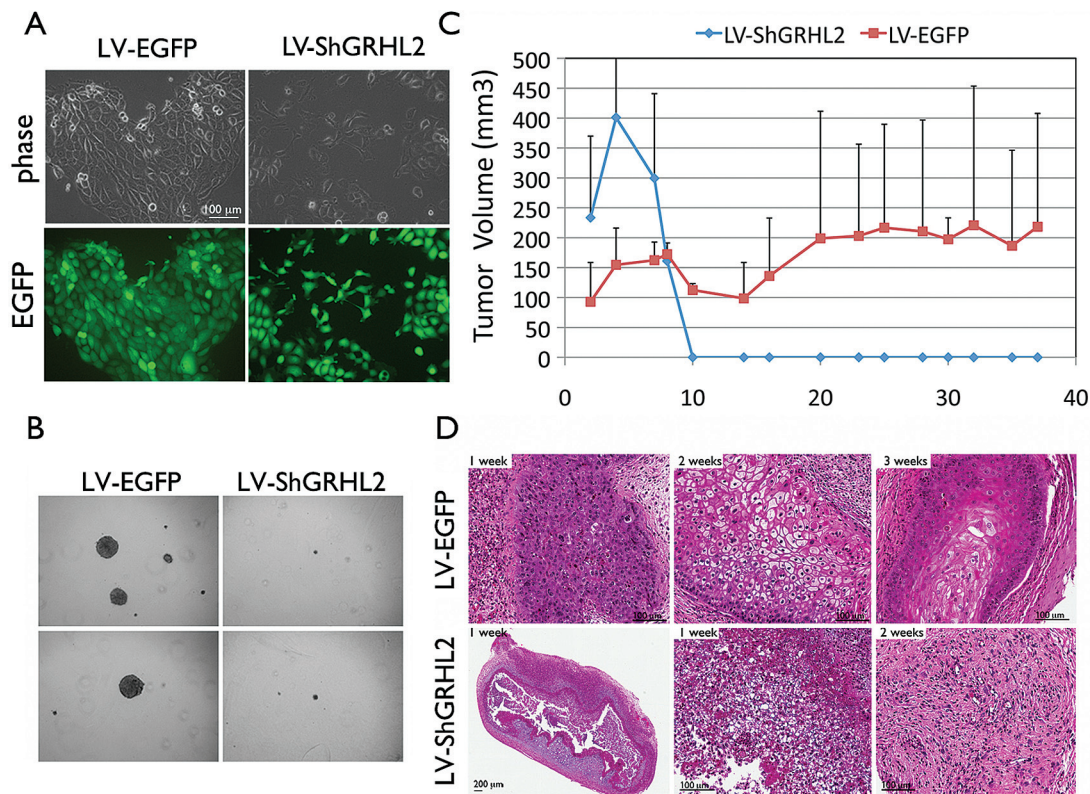 A
LV-EGFP
LV-ShGRHL2
phase
100 µm
EGFP
B
LV-EGFP
LV-ShGRHL2
C
LV-ShGRHL2
LV-EGFP
Tumor Volume (mm3)
500
450
400
350
300
250
200
150
100
50
0
0 10 20 30 40
D
LV-EGFP
1 week
100 µm
2 weeks
100 µm
3 weeks
100 µm
LV-ShGRHL2
1 week
200 µm
1 week
100 µm
2 weeks
100 µm